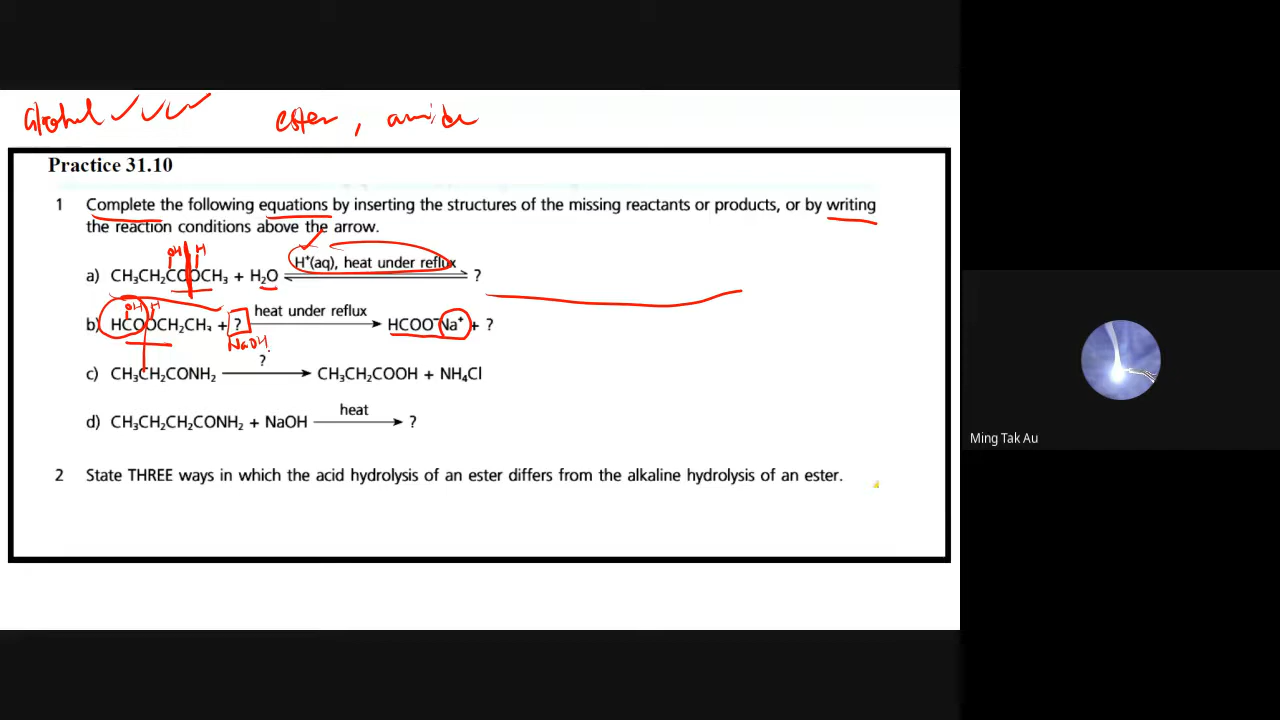 alcohol ester, amide
Practice 31.10
1 Complete the following equations by inserting the structures of the missing reactants or products, or by writing
the reaction conditions above the arrow.
OH H
H⁺(aq), heat under reflux
a) CH₃CH₂COOCH₃ + H₂O ?
OH H
heat under reflux
b) HCOOCH₂CH₃ + ? HCOO⁻Na⁺ + ?
NaOH
?
c) CH₃CH₂CONH₂ CH₃CH₂COOH + NH₄Cl
heat
d) CH₃CH₂CH₂CONH₂ + NaOH ?
2 State THREE ways in which the acid hydrolysis of an ester differs from the alkaline hydrolysis of an ester.
Ming Tak Au